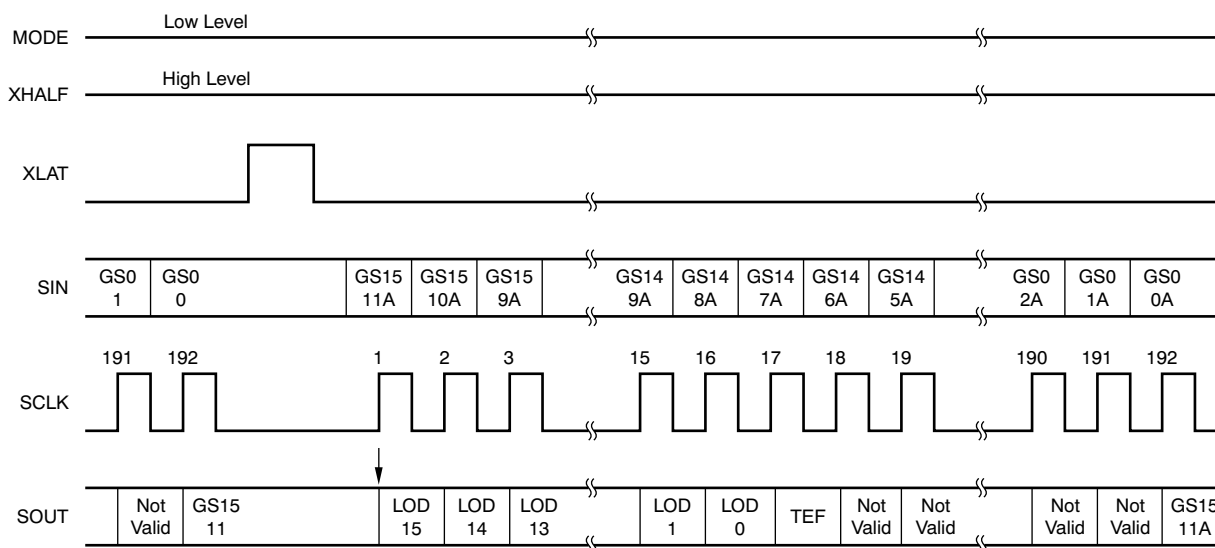 MODE Low Level
XHALF High Level
XLAT
SIN
GS0 GS0 GS15 GS15 GS15 GS14 GS14 GS14 GS14 GS14 GS0 GS0 GS0
1 0 11A 10A 9A 9A 8A 7A 6A 5A 2A 1A 0A
191 192 1 2 3 15 16 17 18 19 190 191 192
SCLK
SOUT
Not GS15 LOD LOD LOD LOD LOD TEF Not Not Not Not GS15
Valid 11 15 14 13 1 0 Valid Valid Valid Valid 11A